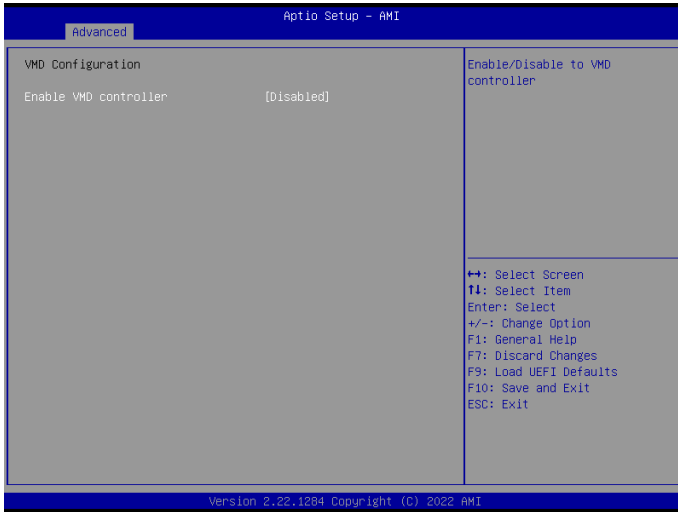 Aptio Setup – AMI
Advanced
VMD Configuration
Enable VMD controller [Disabled]
Enable/Disable to VMD
controller
↔: Select Screen
↑↓: Select Item
Enter: Select
+/-: Change Option
F1: General Help
F7: Discard Changes
F9: Load UEFI Defaults
F10: Save and Exit
ESC: Exit
Version 2.22.1284 Copyright (C) 2022 AMI